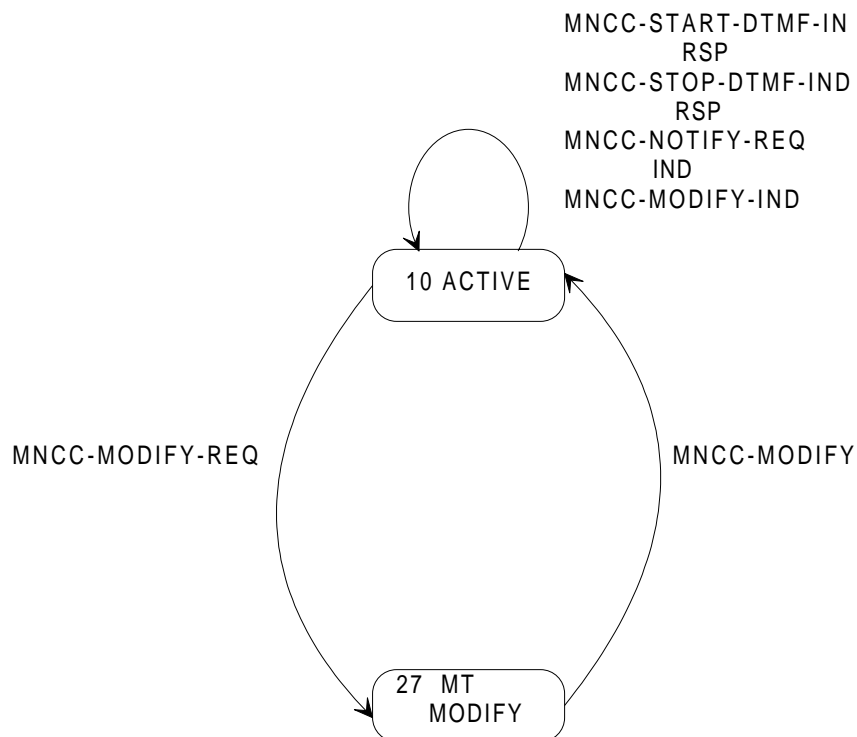 MNCC-START-DTMF-IN
RSP
MNCC-STOP-DTMF-IND
RSP
MNCC-NOTIFY-REQ
IND
MNCC-MODIFY-IND
10 ACTIVE
MNCC-MODIFY-REQ
MNCC-MODIFY
27 MT
MODIFY